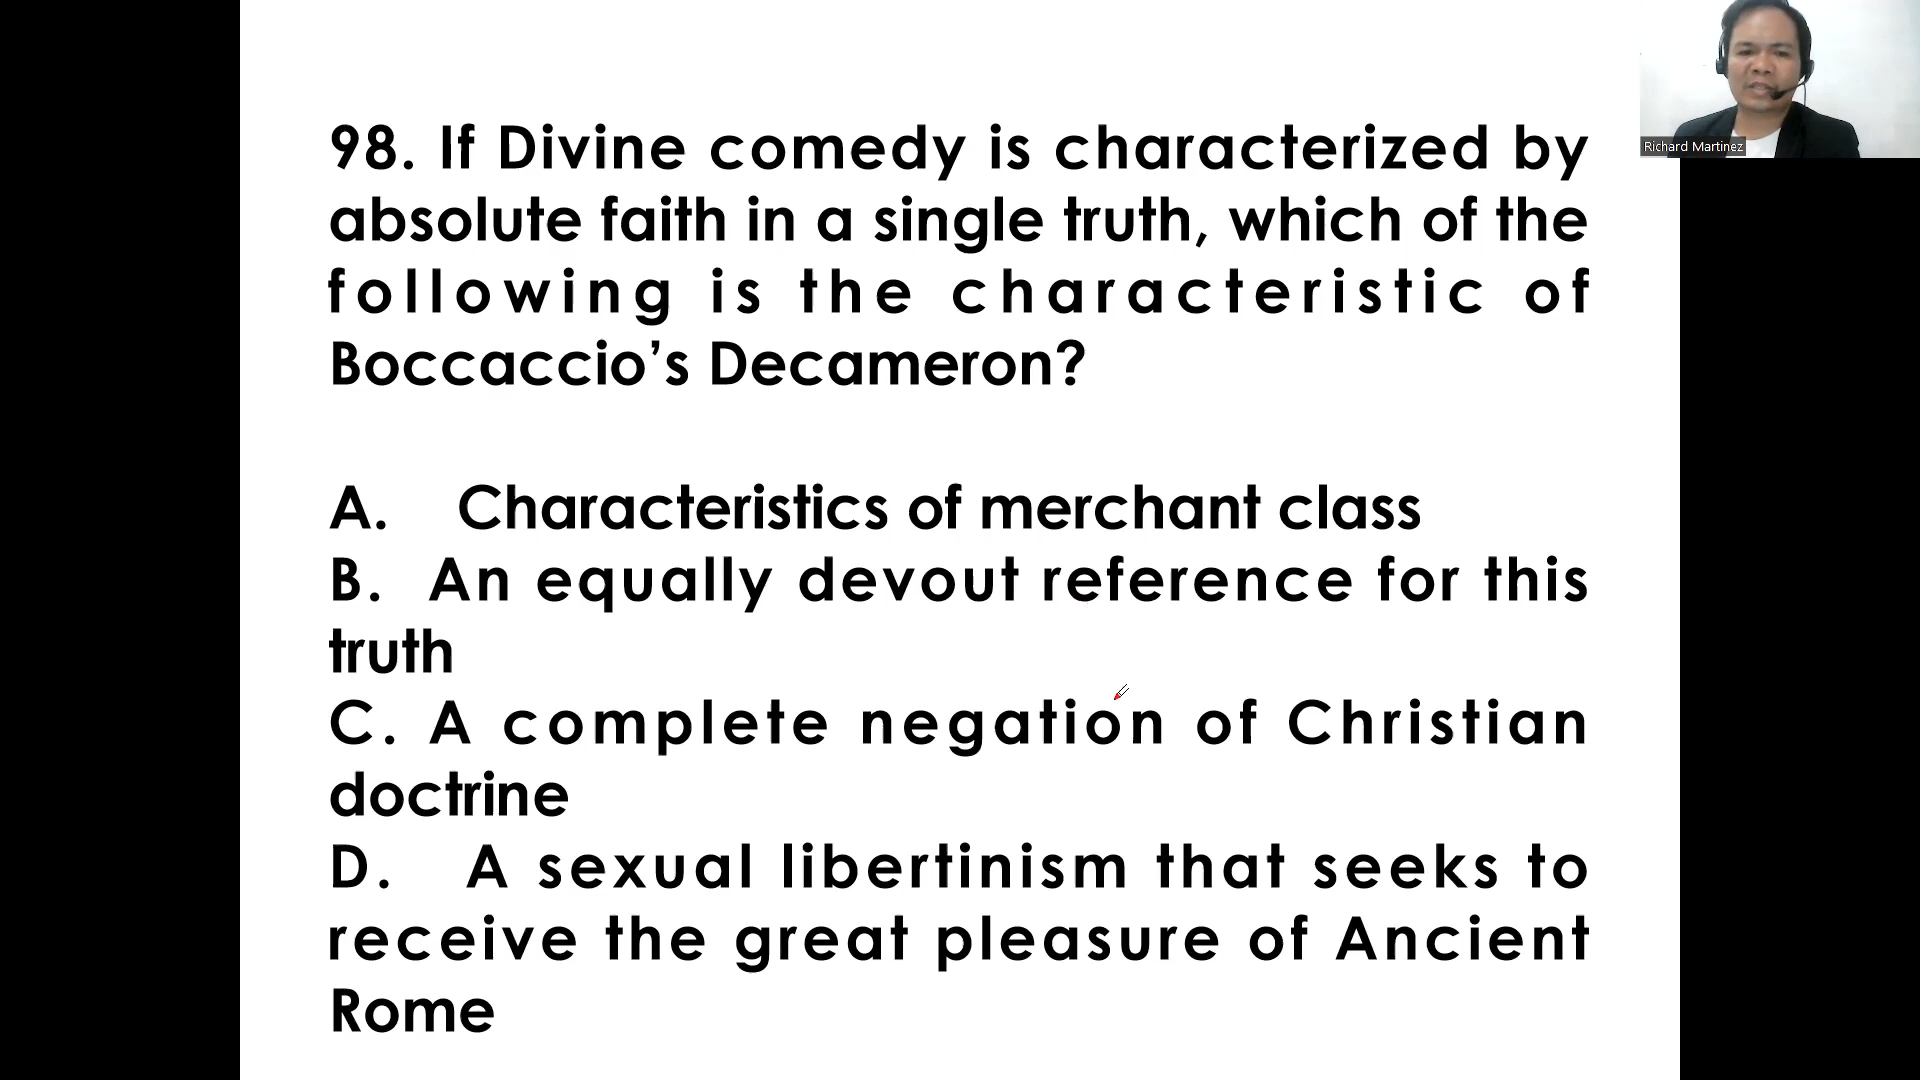 Richard Martinez
98. If Divine comedy is characterized by
absolute faith in a single truth, which of the
following is the characteristic of
Boccaccio’s Decameron?
A. Characteristics of merchant class
B. An equally devout reference for this
truth
C. A complete negation of Christian
doctrine
D. A sexual libertinism that seeks to
receive the great pleasure of Ancient
Rome